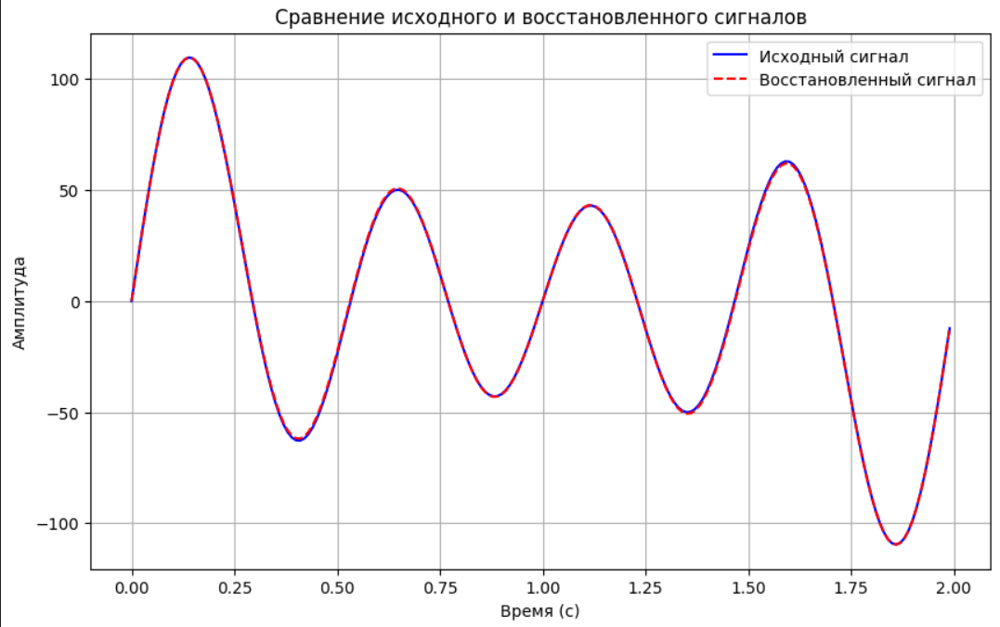 Сравнение исходного и восстановленного сигналов
Исходный сигнал
Восстановленный сигнал
Амплитуда
100
50
0
−50
−100
0.00 0.25 0.50 0.75 1.00 1.25 1.50 1.75 2.00
Время (с)